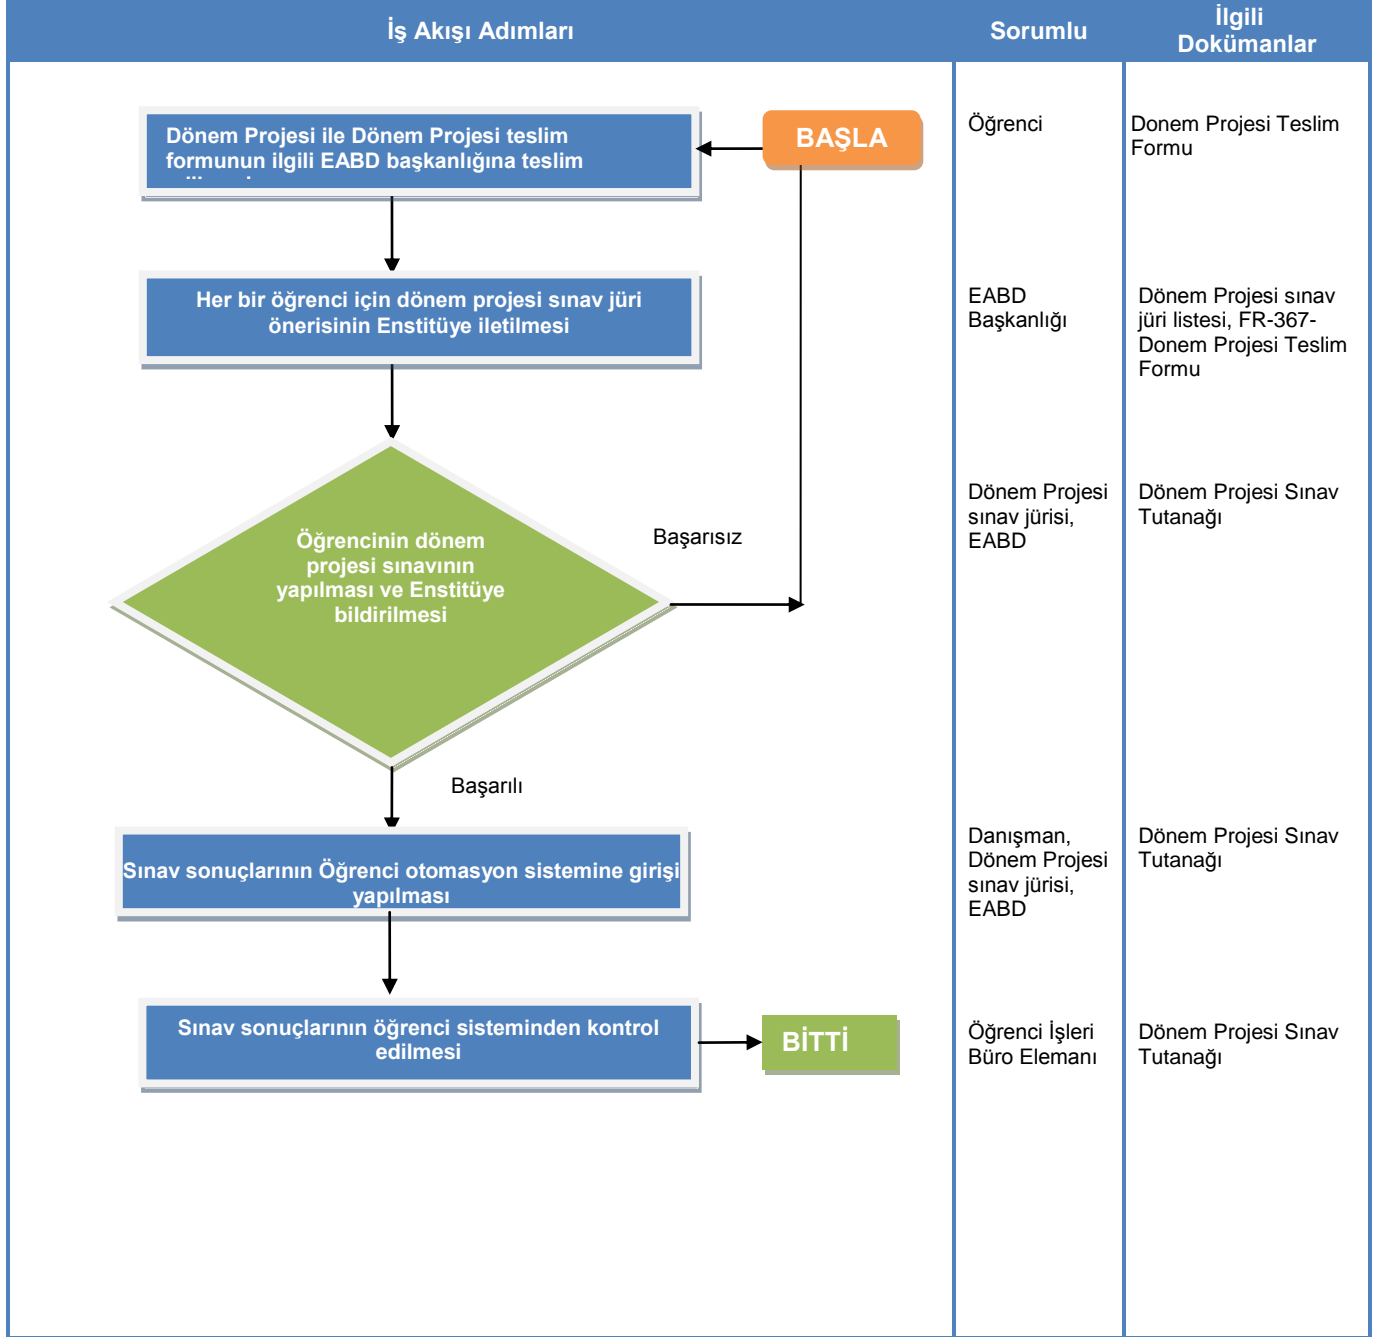 İş Akışı Adımları
Sorumlu
İlgili
Dokümanlar
Dönem Projesi ile Dönem Projesi teslim
formunun ilgili EABD başkanlığına teslim
BAŞLA
Öğrenci
Donem Projesi Teslim
Formu
Her bir öğrenci için dönem projesi sınav jüri
önerisinin Enstitüye iletilmesi
EABD
Başkanlığı
Dönem Projesi sınav
jüri listesi, FR-367-
Donem Projesi Teslim
Formu
Öğrencinin dönem
projesi sınavının
yapılması ve Enstitüye
bildirilmesi
Başarısız
Dönem Projesi
sınav jürisi,
EABD
Dönem Projesi Sınav
Tutanağı
Başarılı
Sınav sonuçlarının Öğrenci otomasyon sistemine girişi
yapılması
Danışman,
Dönem Projesi
sınav jürisi,
EABD
Dönem Projesi Sınav
Tutanağı
Sınav sonuçlarının öğrenci sisteminden kontrol
edilmesi
BİTTİ
Öğrenci İşleri
Büro Elemanı
Dönem Projesi Sınav
Tutanağı